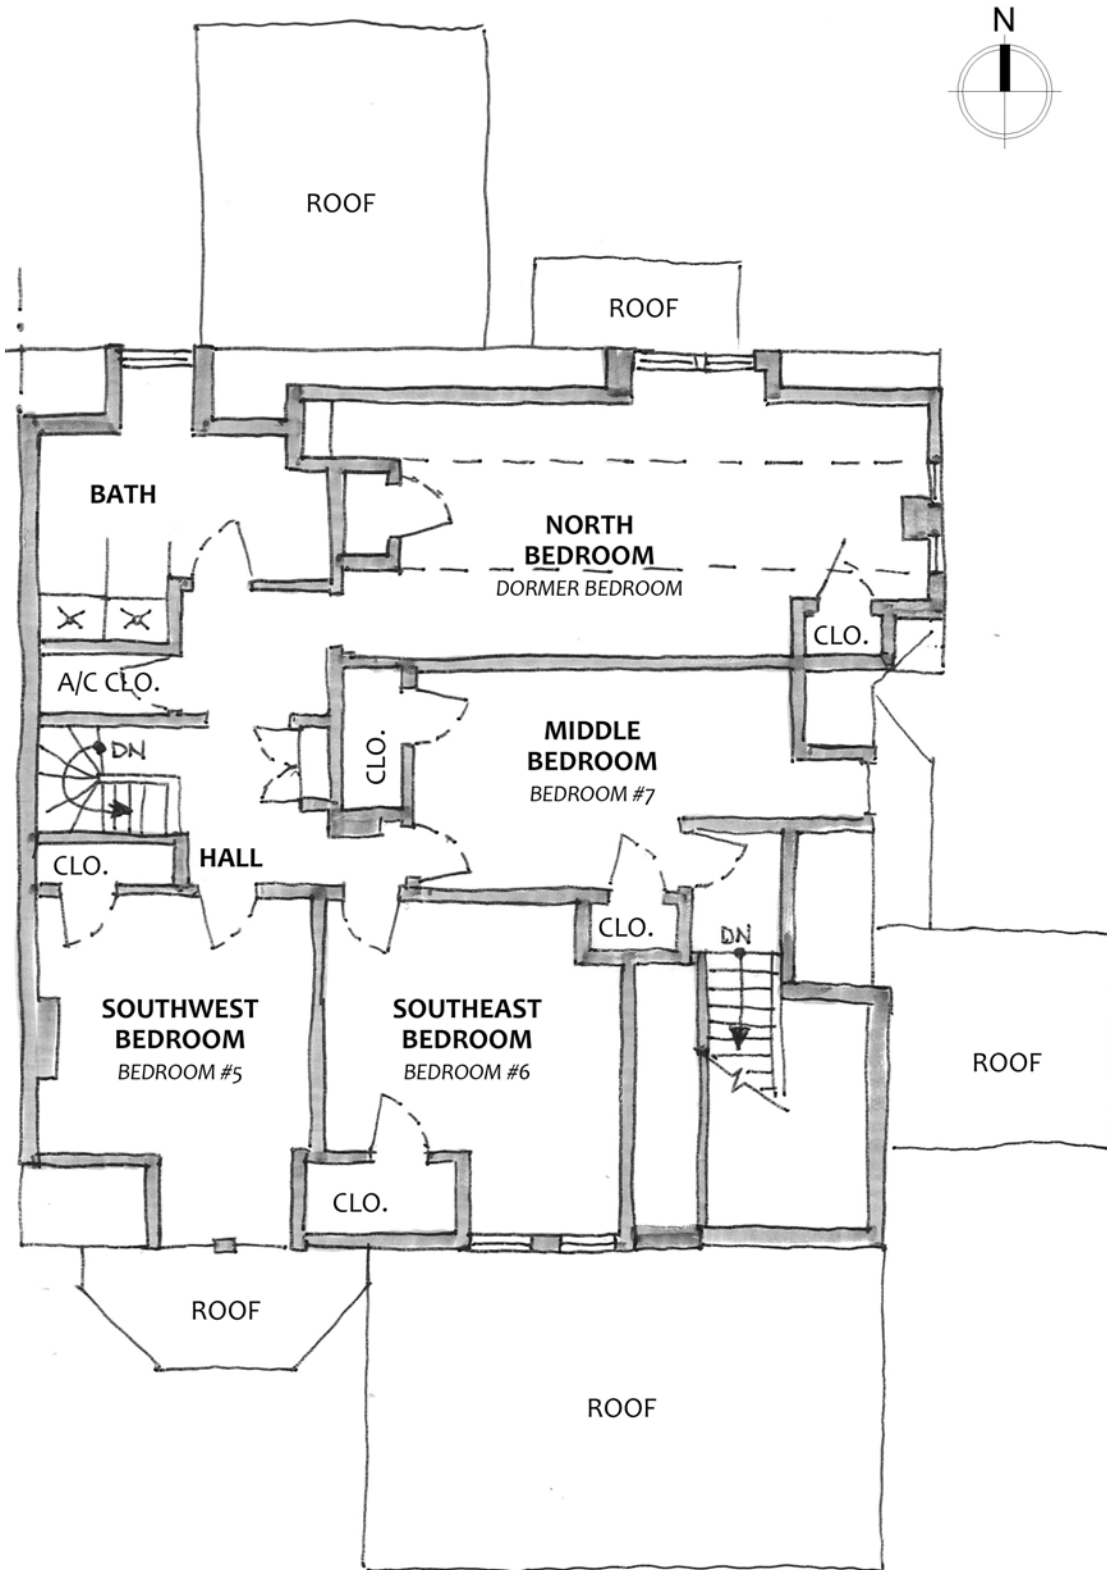 N
ROOF
ROOF
BATH
NORTH
BEDROOM
DORMER BEDROOM
CLO.
A/C CLO.
DN
CLO.
MIDDLE
BEDROOM
BEDROOM #7
CLO.
HALL
CLO.
DN
SOUTHWEST
BEDROOM
BEDROOM #5
SOUTHEAST
BEDROOM
BEDROOM #6
ROOF
CLO.
ROOF
ROOF